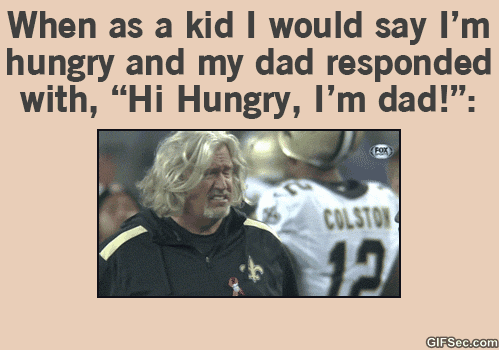 When as a kid I would say I’m
hungry and my dad responded
with, “Hi Hungry, I’m dad!”:
FOX
COLSTON
12
GIFSec.com